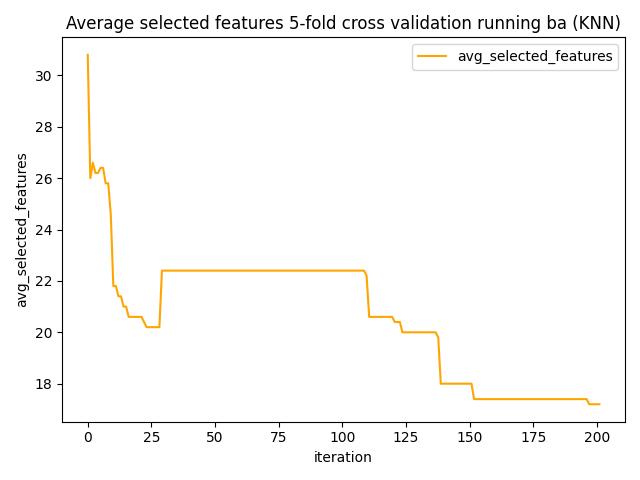 Average selected features 5-fold cross validation running ba (KNN)
avg_selected_features
avg_selected_features
30
28
26
24
22
20
18
0 25 50 75 100 125 150 175 200
iteration